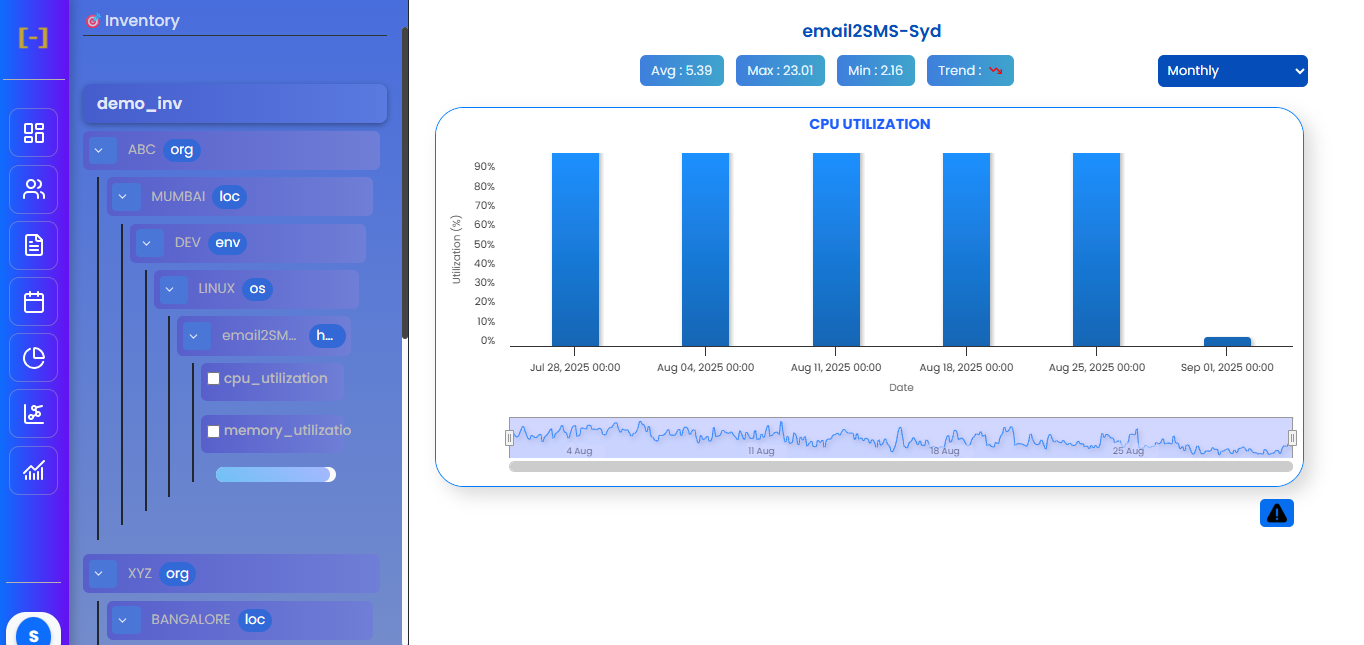 [-]
Inventory
demo_inv
ABC org
MUMBAI loc
DEV env
LINUX os
email2SM... h...
cpu_utilization
memory_utilizatio
XYZ org
BANGALORE loc
S
email2SMS-Syd
Avg : 5.39 Max : 23.01 Min : 2.16 Trend :
Monthly
CPU UTILIZATION
Utilization (%)
90%
80%
70%
60%
50%
40%
30%
20%
10%
0%
Jul 28, 2025 00:00 Aug 04, 2025 00:00 Aug 11, 2025 00:00 Aug 18, 2025 00:00 Aug 25, 2025 00:00 Sep 01, 2025 00:00
Date
4 Aug 11 Aug 18 Aug 25 Aug